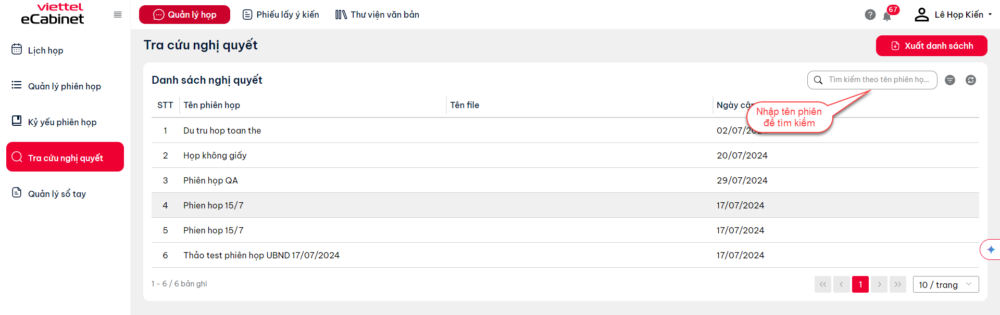 viettel
eCabinet
Quản lý họp
Phiếu lấy ý kiến
Thư viện văn bản
?
67
Lê Họp Kiến
Lịch họp
Quản lý phiên họp
Kỷ yếu phiên họp
Tra cứu nghị quyết
Quản lý sổ tay
Tra cứu nghị quyết
Xuất danh sáchh
Danh sách nghị quyết
Tìm kiếm theo tên phiên họ...
STT Tên phiên họp Tên file Ngày
Nhập tên phiên
để tìm kiếm
1 Du tru hop toan the 02/07/2024
2 Họp không giấy 20/07/2024
3 Phiên họp QA 29/07/2024
4 Phien hop 15/7 17/07/2024
5 Phien hop 15/7 17/07/2024
6 Thảo test phiên họp UBND 17/07/2024 17/07/2024
1 - 6 / 6 bản ghi
1
10 / trang